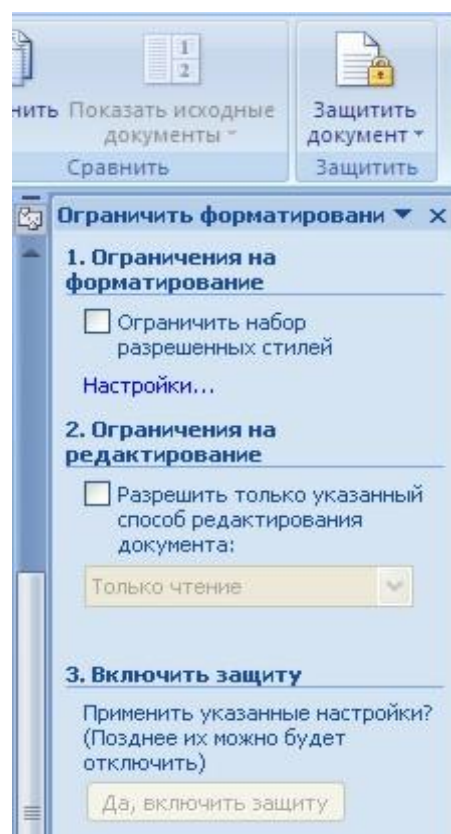 1
2
нить
Показать исходные
документы
Сравнить
Защитить
документ
Защитить
Ограничить форматировани
1. Ограничения на
форматирование
Ограничить набор
разрешенных стилей
Настройки...
2. Ограничения на
редактирование
Разрешить только указанный
способ редактирования
документа:
Только чтение
3. Включить защиту
Применить указанные настройки?
(Позднее их можно будет
отключить)
Да, включить защиту